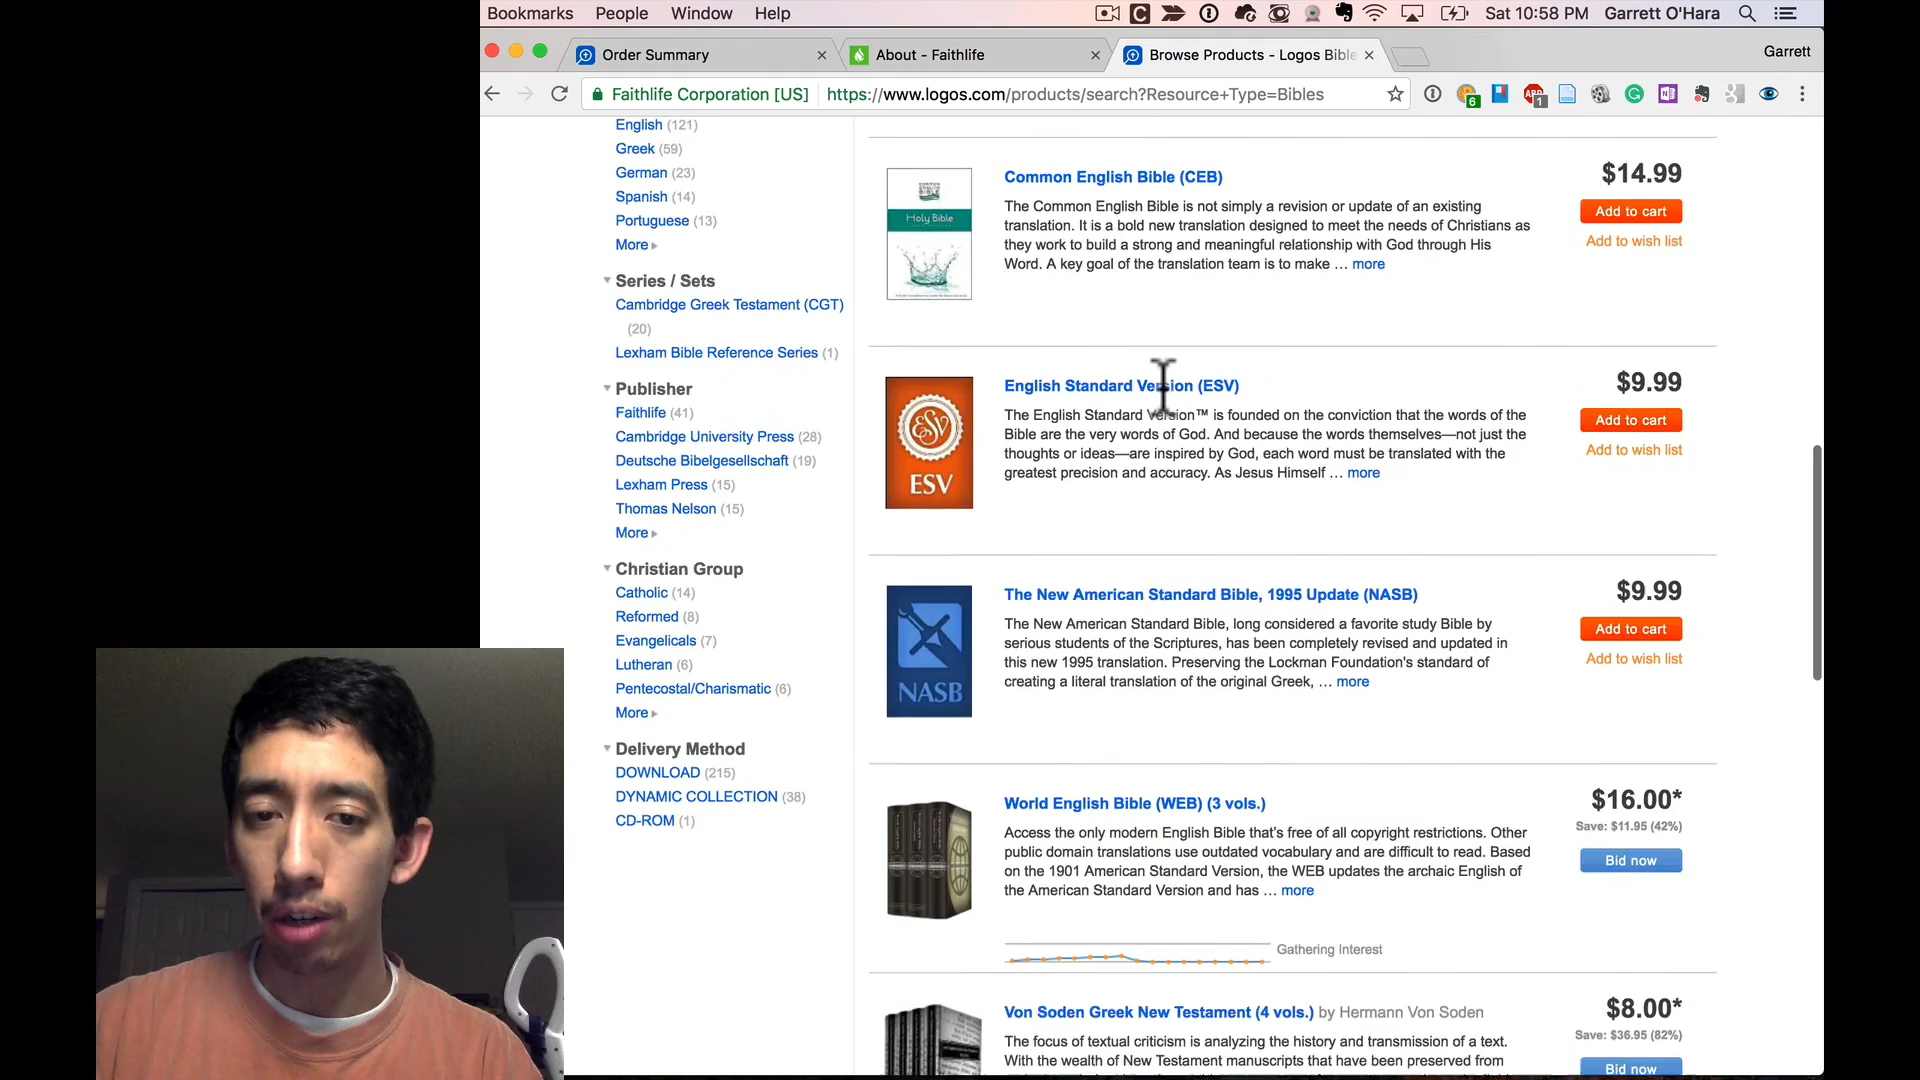 Bookmarks People Window Help Sat 10:58 PM Garrett O'Hara
Order Summary About - Faithlife Browse Products - Logos Bible Garrett
Faithlife Corporation [US] https://www.logos.com/products/search?Resource+Type=Bibles
English (121)
Greek (59)
German (23)
Spanish (14)
Portuguese (13)
More
Series / Sets
Cambridge Greek Testament (CGT)
(20)
Lexham Bible Reference Series (1)
Publisher
Faithlife (41)
Cambridge University Press (28)
Deutsche Bibelgesellschaft (19)
Lexham Press (15)
Thomas Nelson (15)
More
Christian Group
Catholic (14)
Reformed (8)
Evangelicals (7)
Lutheran (6)
Pentecostal/Charismatic (6)
More
Delivery Method
DOWNLOAD (215)
DYNAMIC COLLECTION (38)
CD-ROM (1)
Holy Bible
Common English Bible (CEB)
The Common English Bible is not simply a revision or update of an existing
translation. It is a bold new translation designed to meet the needs of Christians as
they work to build a strong and meaningful relationship with God through His
Word. A key goal of the translation team is to make … more
$14.99
Add to cart
Add to wish list
ESV
English Standard Version (ESV)
The English Standard Version™ is founded on the conviction that the words of the
Bible are the very words of God. And because the words themselves—not just the
thoughts or ideas—are inspired by God, each word must be translated with the
greatest precision and accuracy. As Jesus Himself … more
$9.99
Add to cart
Add to wish list
NASB
The New American Standard Bible, 1995 Update (NASB)
The New American Standard Bible, long considered a favorite study Bible by
serious students of the Scriptures, has been completely revised and updated in
this new 1995 translation. Preserving the Lockman Foundation's standard of
creating a literal translation of the original Greek, … more
$9.99
Add to cart
Add to wish list
World English Bible (WEB) (3 vols.)
Access the only modern English Bible that's free of all copyright restrictions. Other
public domain translations use outdated vocabulary and are difficult to read. Based
on the 1901 American Standard Version, the WEB updates the archaic English of
the American Standard Version and has … more
Gathering Interest
$16.00*
Save: $11.95 (42%)
Bid now
Von Soden Greek New Testament (4 vols.) by Hermann Von Soden
The focus of textual criticism is analyzing the history and transmission of a text.
With the wealth of New Testament manuscripts that have been preserved from
$8.00*
Save: $36.95 (82%)
Bid now